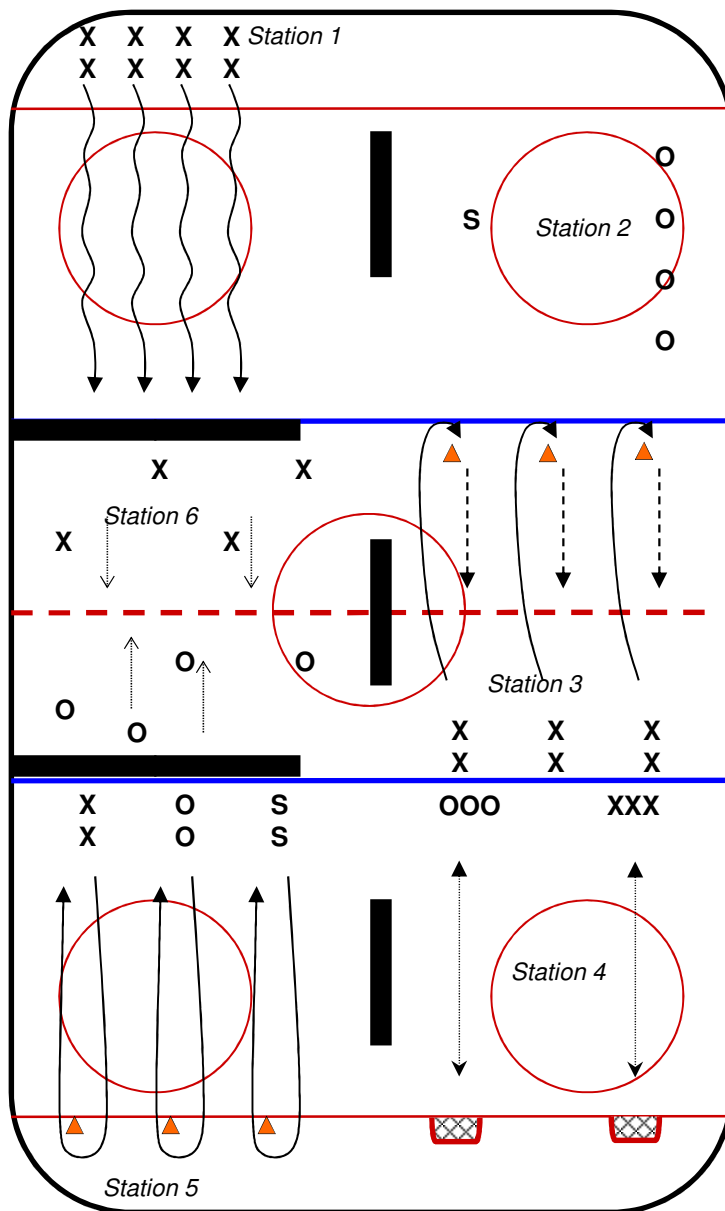 X X X X Station 1
X X X X
O
S Station 2 O
O
O
X X
Station 6
X X
O O
Station 3
O
O
X X X
X X X
X O S OOO XXX
X O S
Station 4
Station 5